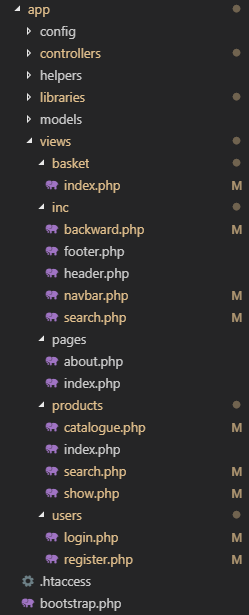 app
config
controllers
helpers
libraries
models
views
basket
index.php M
inc
backward.php M
footer.php
header.php
navbar.php M
search.php M
pages
about.php
index.php
products
catalogue.php M
index.php
search.php M
show.php M
users
login.php M
register.php M
.htaccess
bootstrap.php